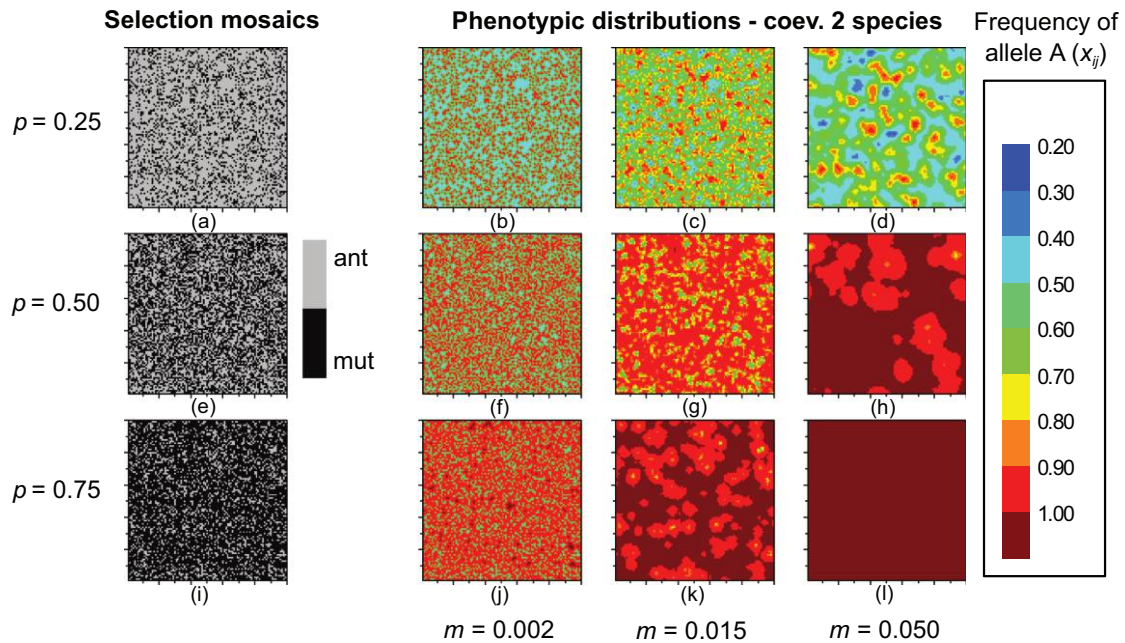 Selection mosaics
Phenotypic distributions - coev. 2 species
Frequency of
allele A (xij)
p = 0.25
(a)
(b)
(c)
(d)
0.20
0.30
0.40
0.50
0.60
0.70
0.80
0.90
1.00
p = 0.50
ant
mut
(e)
(f)
(g)
(h)
p = 0.75
(i)
(j)
(k)
(l)
m = 0.002
m = 0.015
m = 0.050